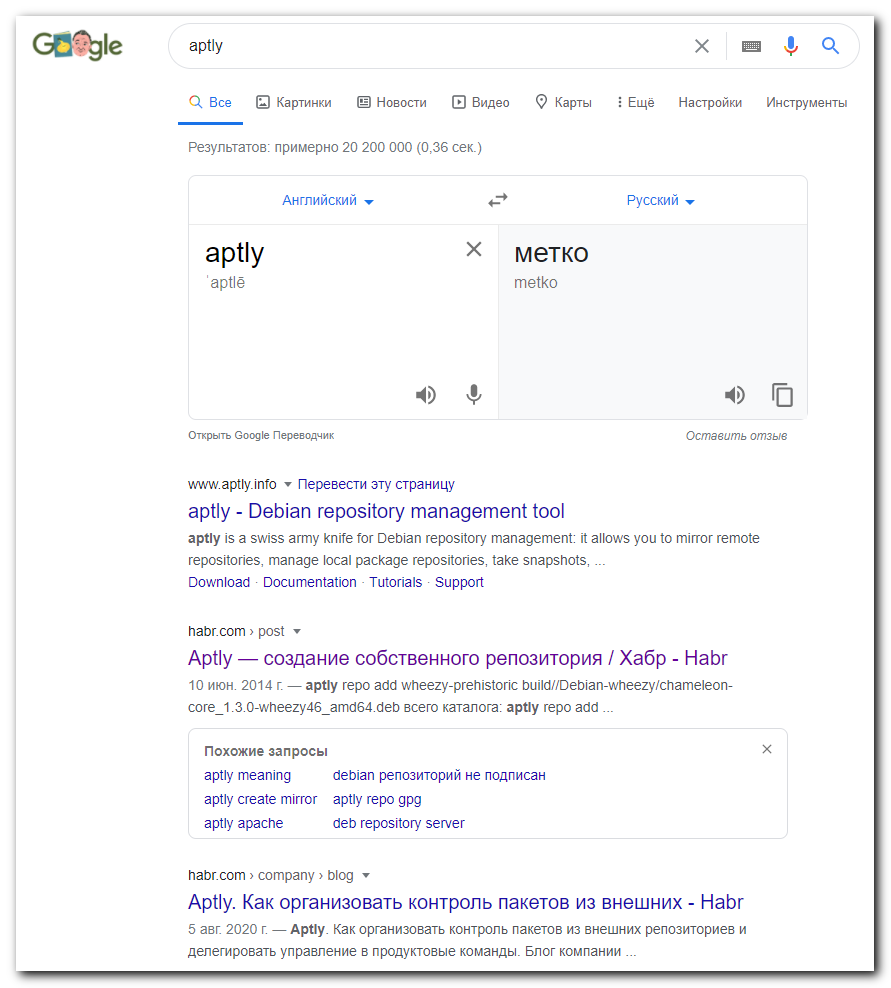 Google
aptly
Все Картинки Новости Видео Карты Ещё Настройки Инструменты
Результатов: примерно 20 200 000 (0,36 сек.)
Английский Русский
aptly метко
ˈaptlē metko
Открыть Google Переводчик Оставить отзыв
www.aptly.info Перевести эту страницу
aptly - Debian repository management tool
aptly is a swiss army knife for Debian repository management: it allows you to mirror remote
repositories, manage local package repositories, take snapshots, ...
Download · Documentation · Tutorials · Support
habr.com › post
Aptly — создание собственного репозитория / Хабр - Habr
10 июн. 2014 г. — aptly repo add wheezy-prehistoric build//Debian-wheezy/chameleon-
core_1.3.0-wheezy46_amd64.deb всего каталога: aptly repo add ...
Похожие запросы
aptly meaning debian репозиторий не подписан
aptly create mirror aptly repo gpg
aptly apache deb repository server
habr.com › company › blog
Aptly. Как организовать контроль пакетов из внешних - Habr
5 авг. 2020 г. — Aptly. Как организовать контроль пакетов из внешних репозиториев и
делегировать управление в продуктовые команды. Блог компании ...